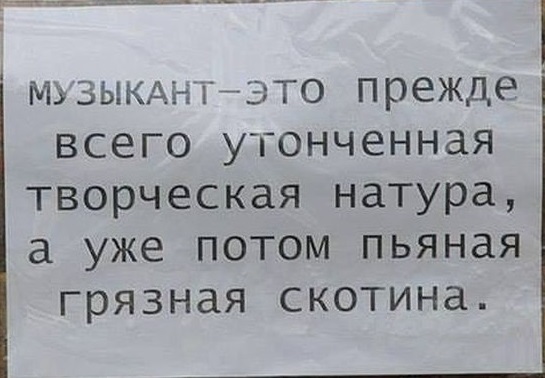 музыкант-это прежде
всего утонченная
творческая натура,
а уже потом пьяная
грязная скотина.